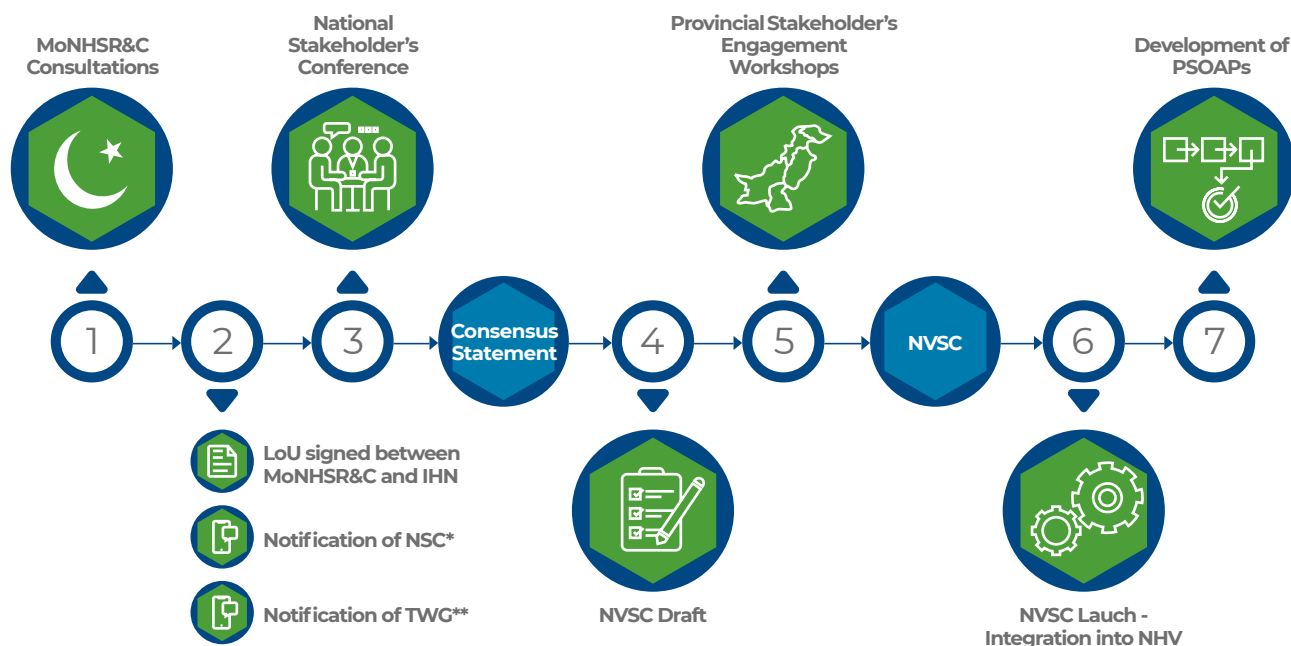 MoNHSR&C
Consultations
National
Stakeholder's
Conference
Provincial Stakeholder's
Engagement
Workshops
Development of
PSOAPs
1
2
3
Consensus
Statement
4
5
NVSC
6
7
LoU signed between
MoNHSR&C and IHN
Notification of NSC*
Notification of TWG**
NVSC Draft
NVSC Lauch -
Integration into NHV